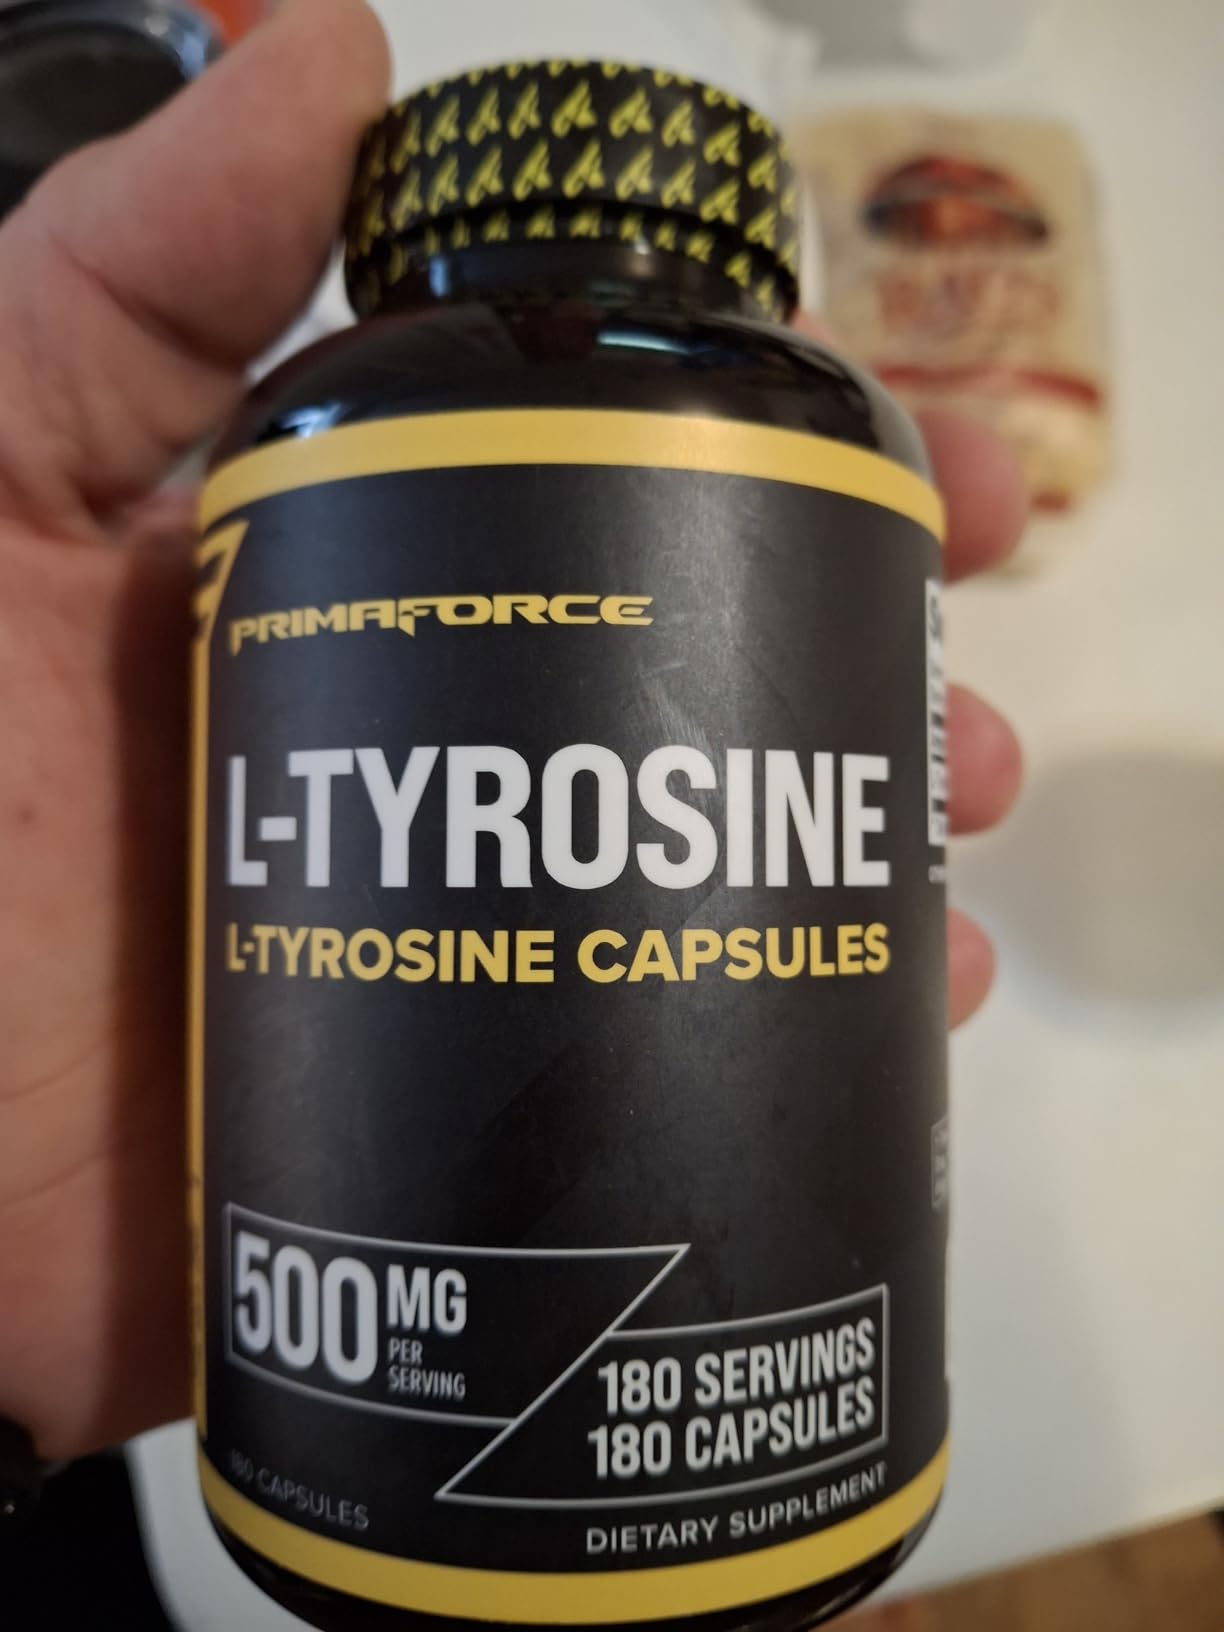 PRIMAFORCE
L-TYROSINE
L-TYROSINE CAPSULES
500 MG
PER
SERVING
180 SERVINGS
180 CAPSULES
180 CAPSULES
DIETARY SUPPLEMENT